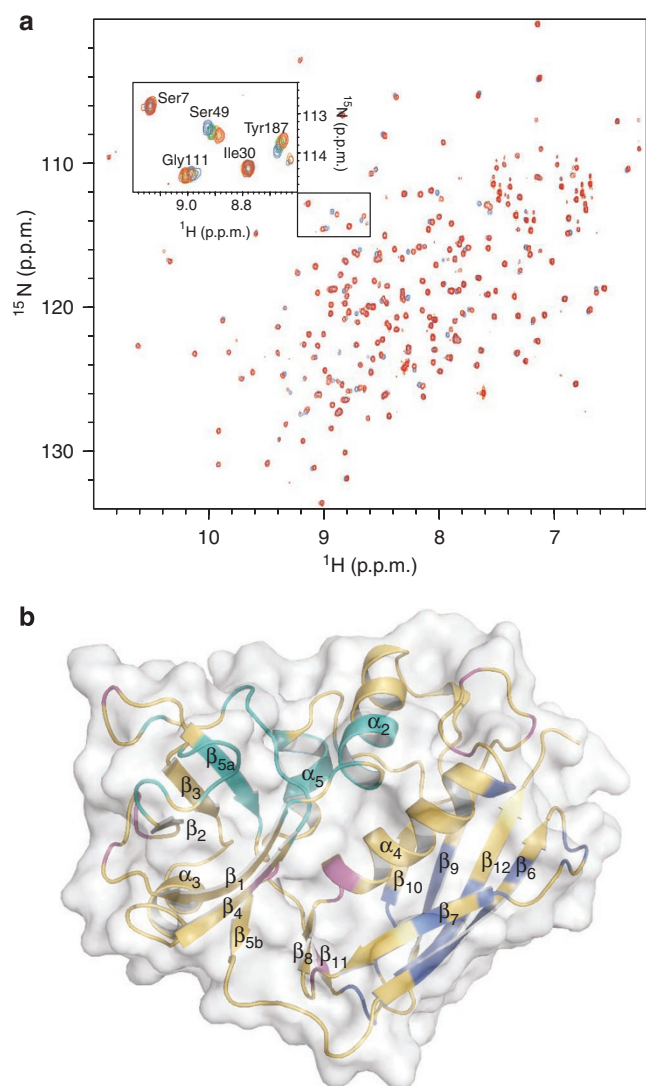 a
Ser7
Ser49
Tyr187
Gly111
Ile30
113
114
¹⁵N (p.p.m.)
9.0
8.8
¹H (p.p.m.)
110
120
130
¹⁵N (p.p.m.)
10
9
8
7
¹H (p.p.m.)
b
α2
β5a
α5
β3
β2
α4
β9
β12
β6
β10
α3
β1
β7
β4
β5b
β8
β11